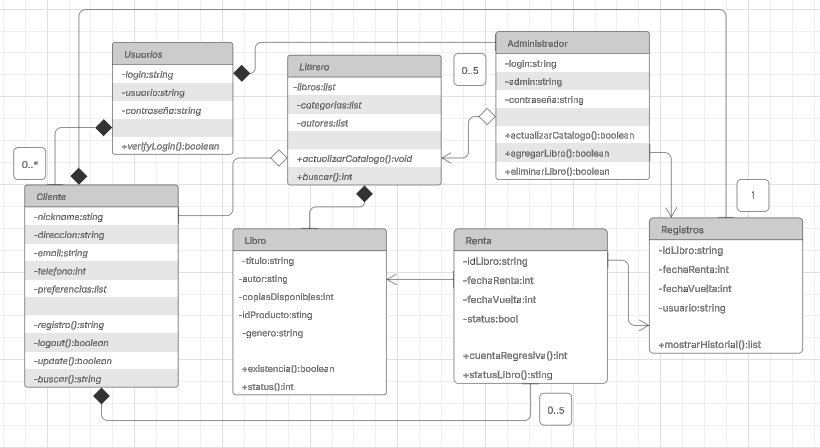 Usuarios
-login:string
-usuario:string
-contraseña:string
+verifyLogin():boolean
Librero
-libros:list
-categorias:list
-autores:list
+actualizarCatalogo():void
+buscar():int
0..5
Administrador
-login:string
-admin:string
-contraseña:string
+actualizarCatalogo():boolean
+agregarLibro():boolean
+eliminarLibro():boolean
0..*
Cliente
-nickname:sting
-direccion:string
-email:string
-telefono:int
-preferencias:list
-registro():string
-logout():boolean
-update():boolean
-buscar():string
Libro
-titulo:string
-autor:sting
-copiasDisponibles:int
-idProducto:sting
-genero:string
+existencia():boolean
+status():int
Renta
-idLibro:string
-fechaRenta:int
-fechaVuelta:int
-status:bool
+cuentaRegresiva():int
+statusLibro():sting
0..5
1
Registros
-idLibro:string
-fechaRenta:int
-fechaVuelta:int
-usuario:string
+mostrarHistorial():list